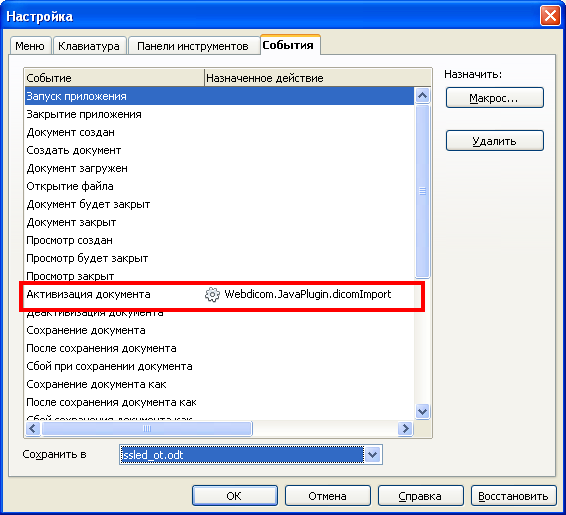 Настройка
Меню Клавиатура Панели инструментов События
Событие Назначенное действие
Назначить:
Запуск приложения
Макрос...
Закрытие приложения
Документ создан
Удалить
Создать документ
Документ загружен
Открытие файла
Документ будет закрыт
Документ закрыт
Просмотр создан
Просмотр будет закрыт
Просмотр закрыт
Активизация документа Webdicom.JavaPlugin.dicomImport
Деактивизация документа
Сохранение документа
После сохранения документа
Сбой при сохранении документа
Сохранение документа как
После сохранения документа как
Сбой сохранения документа как
Сохранить в issled_ot.odt
ОК Отмена Справка Восстановить